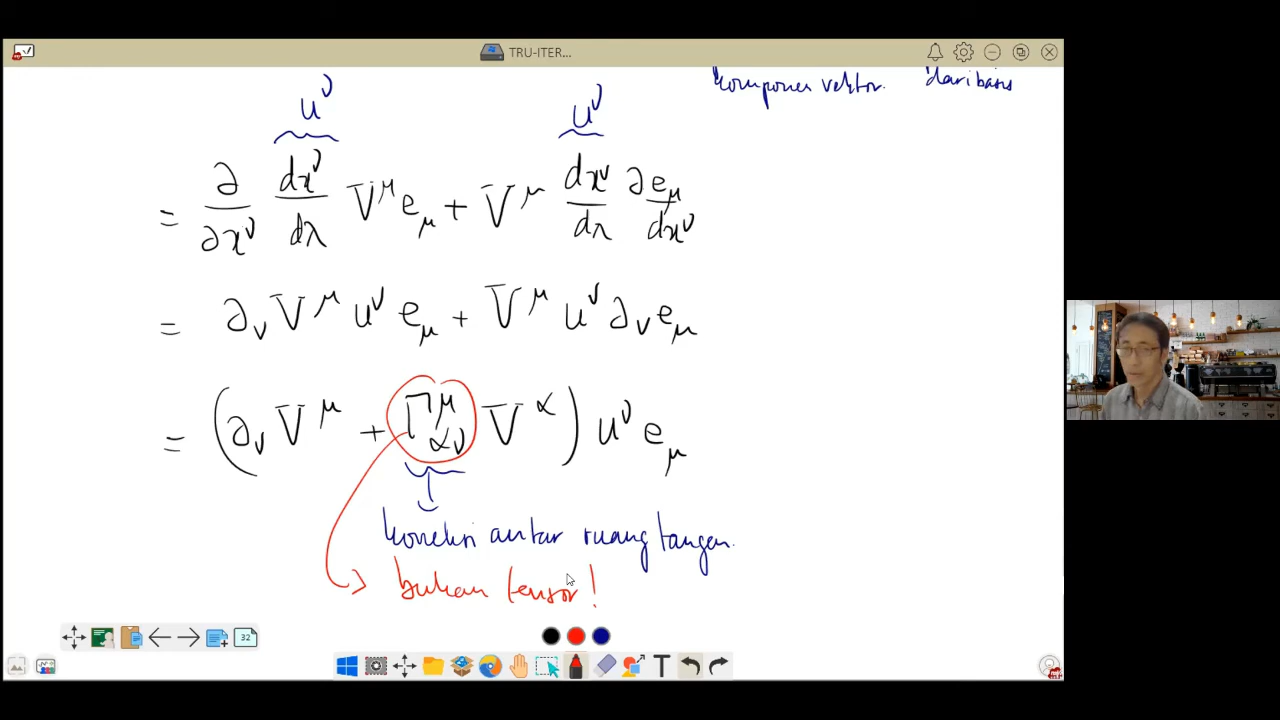 TRU-ITER...
komponen vektor. dari basis
u^ν u^ν
= ∂/∂x^ν dx^ν/dλ V^μ e_μ + V^μ dx^ν/dλ ∂e_μ/dx^ν
= ∂_ν V^μ u^ν e_μ + V^μ u^ν ∂_ν e_μ
= (∂_ν V^μ + Γ^μ_αν V^α) u^ν e_μ
koneksi antar ruang tangen.
bukan tensor!
32
T